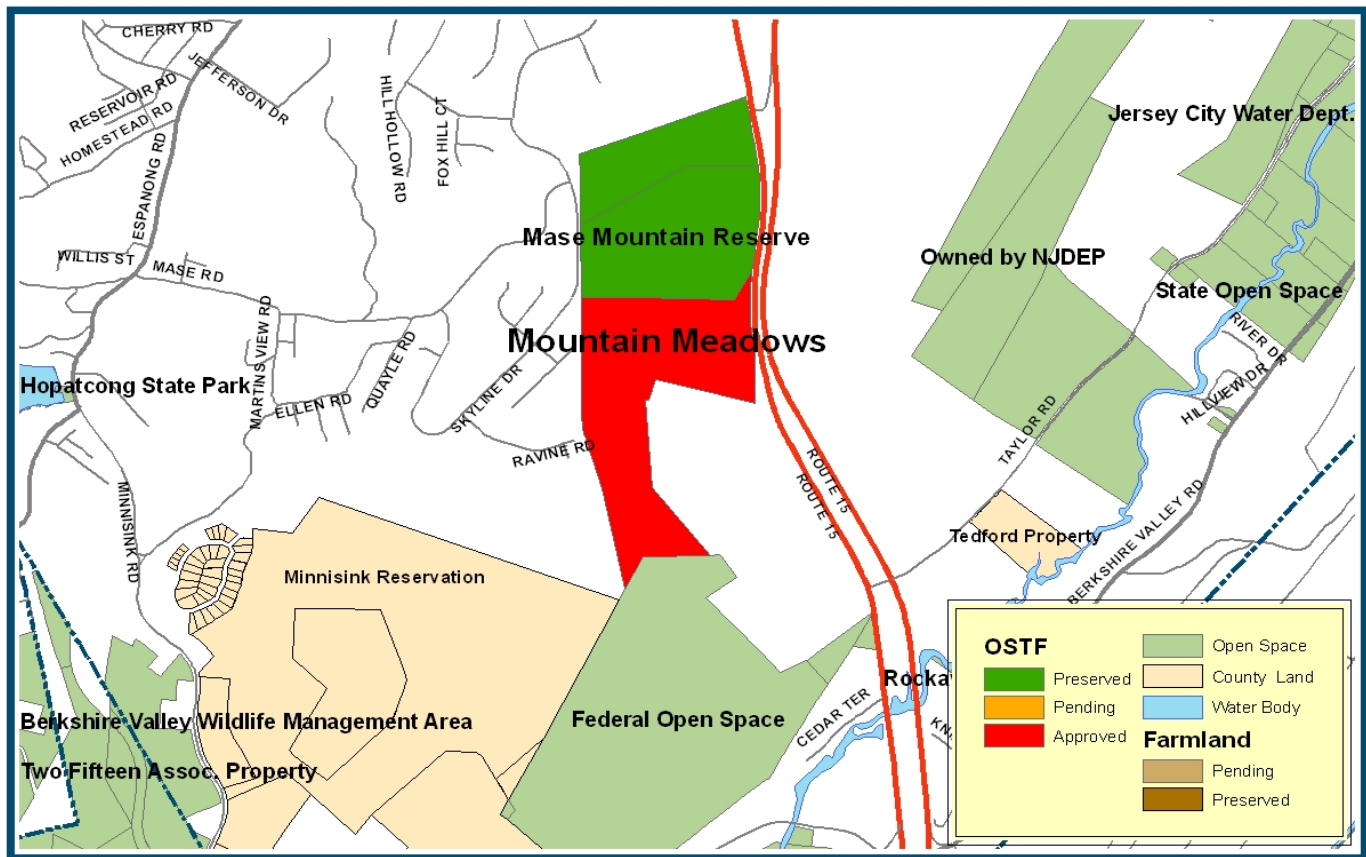 CHERRY RD
JEFFERSON DR
RESERVOIR RD
HOMESTEAD RD
ESPANONG RD
HILL HOLLOW RD
FOX HILL CT
Jersey City Water Dept.
Mase Mountain Reserve
Owned by NJDEP
WILLIS ST
MASE RD
State Open Space
RIVER DR
Mountain Meadows
MARTINS VIEW RD
QUAYLE RD
Hopatcong State Park
ELLEN RD
SKYLINE DR
HILLVIEW DR
RAVINE RD
TAYLOR RD
ROUTE 15
ROUTE 15
MINNISINK RD
Tedford Property
BERKSHIRE VALLEY RD
Minnisink Reservation
Rocka
CEDAR TER
KN
Federal Open Space
Berkshire Valley Wildlife Management Area
Two Fifteen Assoc. Property
OSTF
Preserved
Pending
Approved
Open Space
County Land
Water Body
Farmland
Pending
Preserved